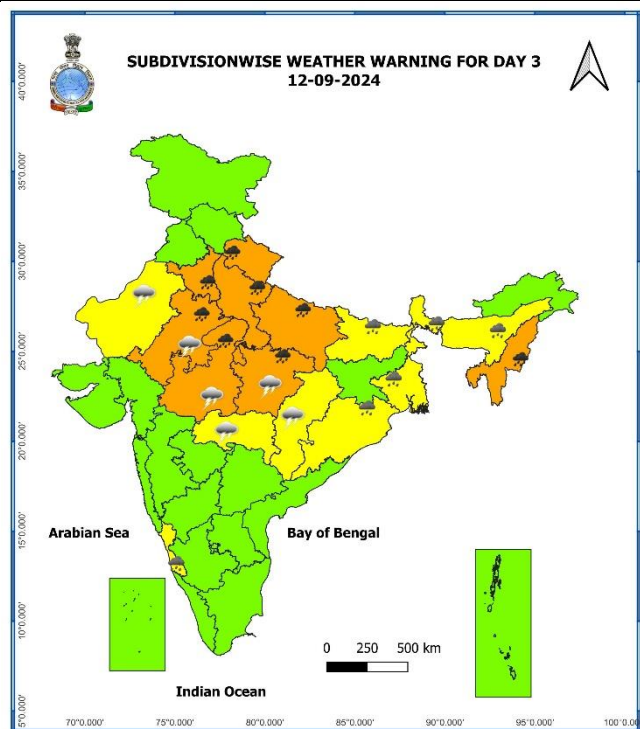 SUBDIVISIONWISE WEATHER WARNING FOR DAY 3
12-09-2024
40°0.000'
35°0.000'
30°0.000'
25°0.000'
20°0.000'
15°0.000'
10°0.000'
5°0.000'
Arabian Sea
Bay of Bengal
0 250 500 km
Indian Ocean
70°0.000' 75°0.000' 80°0.000' 85°0.000' 90°0.000' 95°0.000'